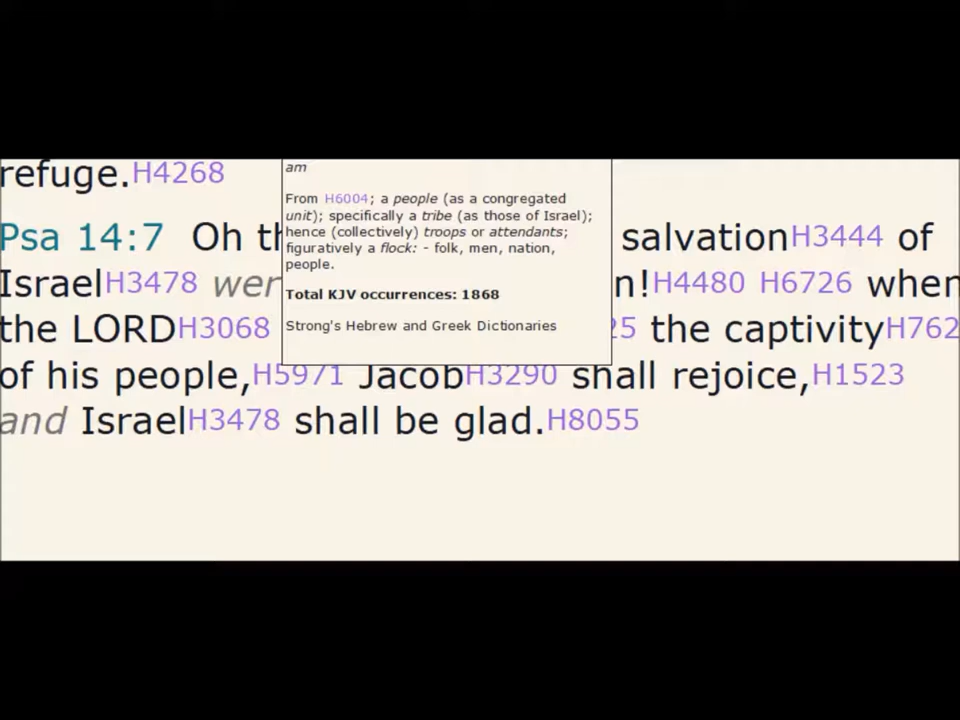 refuge.H4268
am
From H6004; a people (as a congregated
unit); specifically a tribe (as those of Israel);
hence (collectively) troops or attendants;
figuratively a flock: - folk, men, nation,
people.
Total KJV occurrences: 1868
Strong's Hebrew and Greek Dictionaries
Psa 14:7 Oh salvationH3444 of
IsraelH3478 H4480 H6726 when
the LORDH3068 the captivityH762
of his people,H5971 JacobH3290 shall rejoice,H1523
and IsraelH3478 shall be glad.H8055